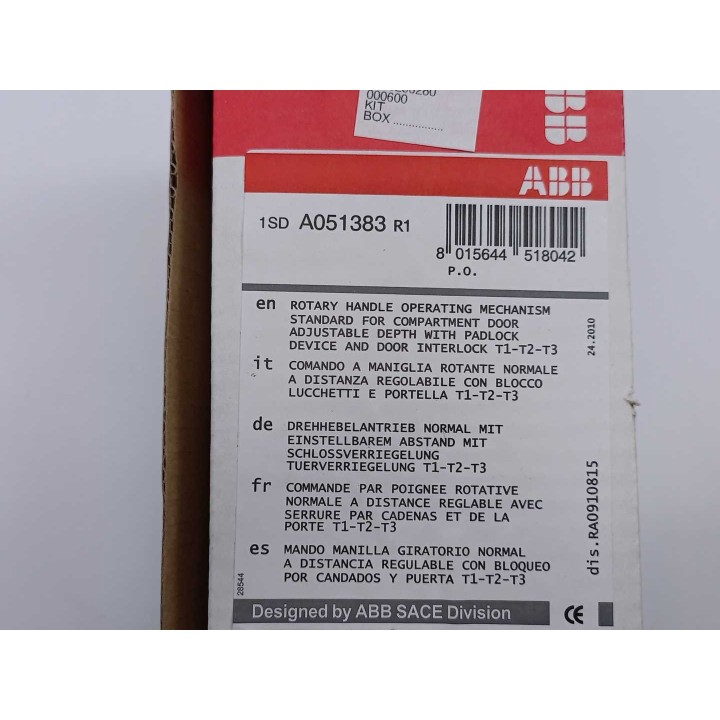 000600
KIT
BOX ................
ABB
ABB
1SD A051383 R1
8 015644 518042
P.O.
en ROTARY HANDLE OPERATING MECHANISM
STANDARD FOR COMPARTMENT DOOR
ADJUSTABLE DEPTH WITH PADLOCK
DEVICE AND DOOR INTERLOCK T1-T2-T3
24.2010
it COMANDO A MANIGLIA ROTANTE NORMALE
A DISTANZA REGOLABILE CON BLOCCO
LUCCHETTI E PORTELLA T1-T2-T3
de DREHHEBELANTRIEB NORMAL MIT
EINSTELLBAREM ABSTAND MIT
SCHLOSSVERRIEGELUNG
TUERVERRIEGELUNG T1-T2-T3
fr COMMANDE PAR POIGNEE ROTATIVE
NORMALE A DISTANCE REGLABLE AVEC
SERRURE PAR CADENAS ET DE LA
PORTE T1-T2-T3
dis.RA0910815
es MANDO MANILLA GIRATORIO NORMAL
A DISTANCIA REGULABLE CON BLOQUEO
POR CANDADOS Y PUERTA T1-T2-T3
28544
Designed by ABB SACE Division CE